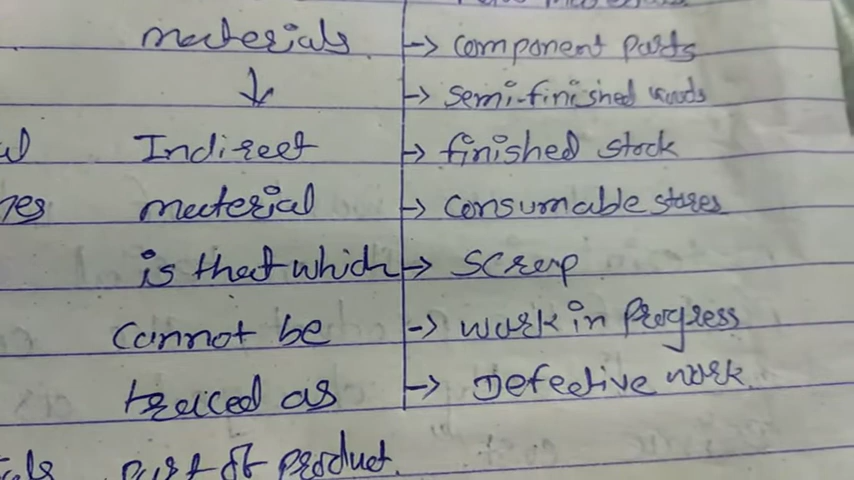 materials
↓
Indirect
material
is that which
cannot be
traiced as
part of product.
→ component parts
→ semi-finished goods
→ finished stock
→ consumable stores
→ scrap
→ work in progress
→ Defective work